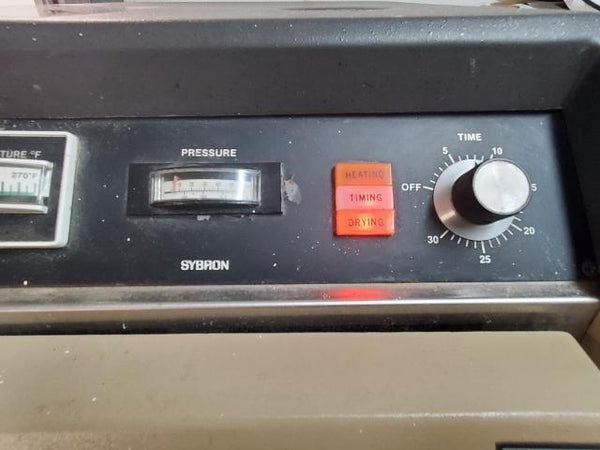 TURE °F
270°F
PRESSURE
HEATING
TIMING
DRYING
SYBRON
TIME
OFF
5
10
5
20
25
30